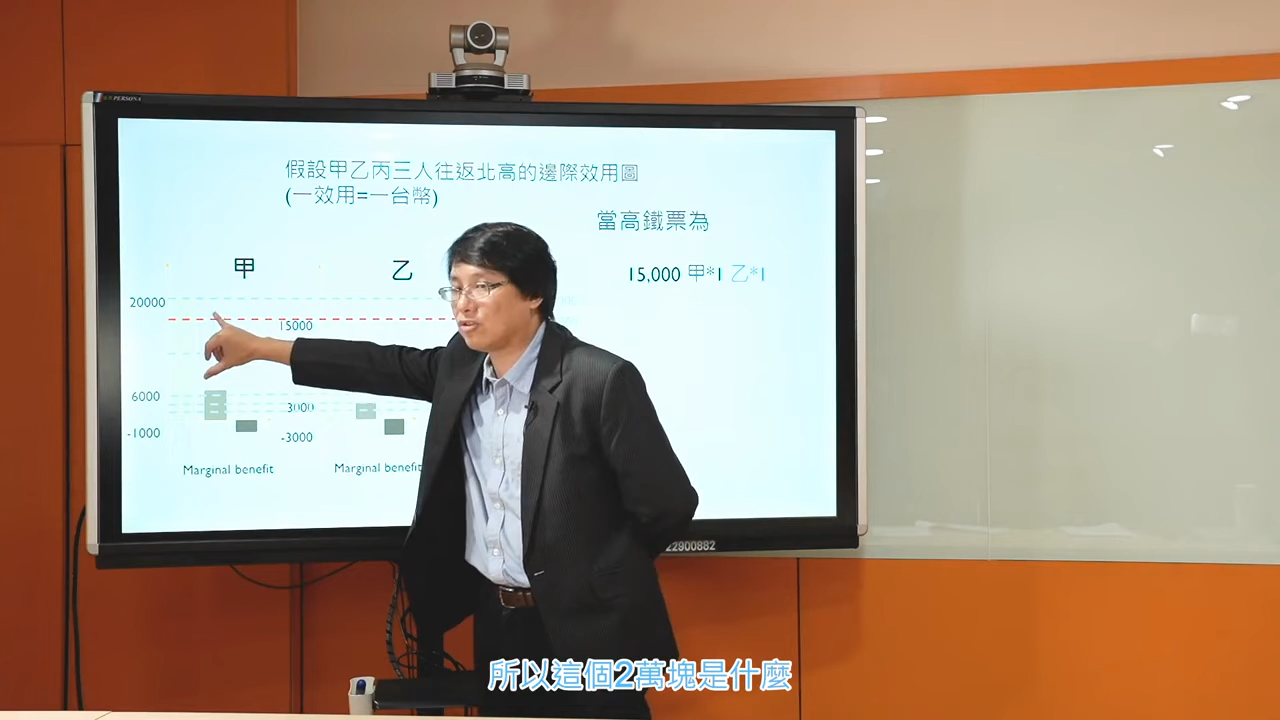 PERSONA
假設甲乙丙三人往返北高的邊際效用圖
(一效用=一台幣)
當高鐵票為
甲
乙
15,000 甲*1 乙*1
20000
15000
6000
3000
-1000
-3000
Marginal benefit
Marginal benefit
22900882
所以這個2萬塊是什麼